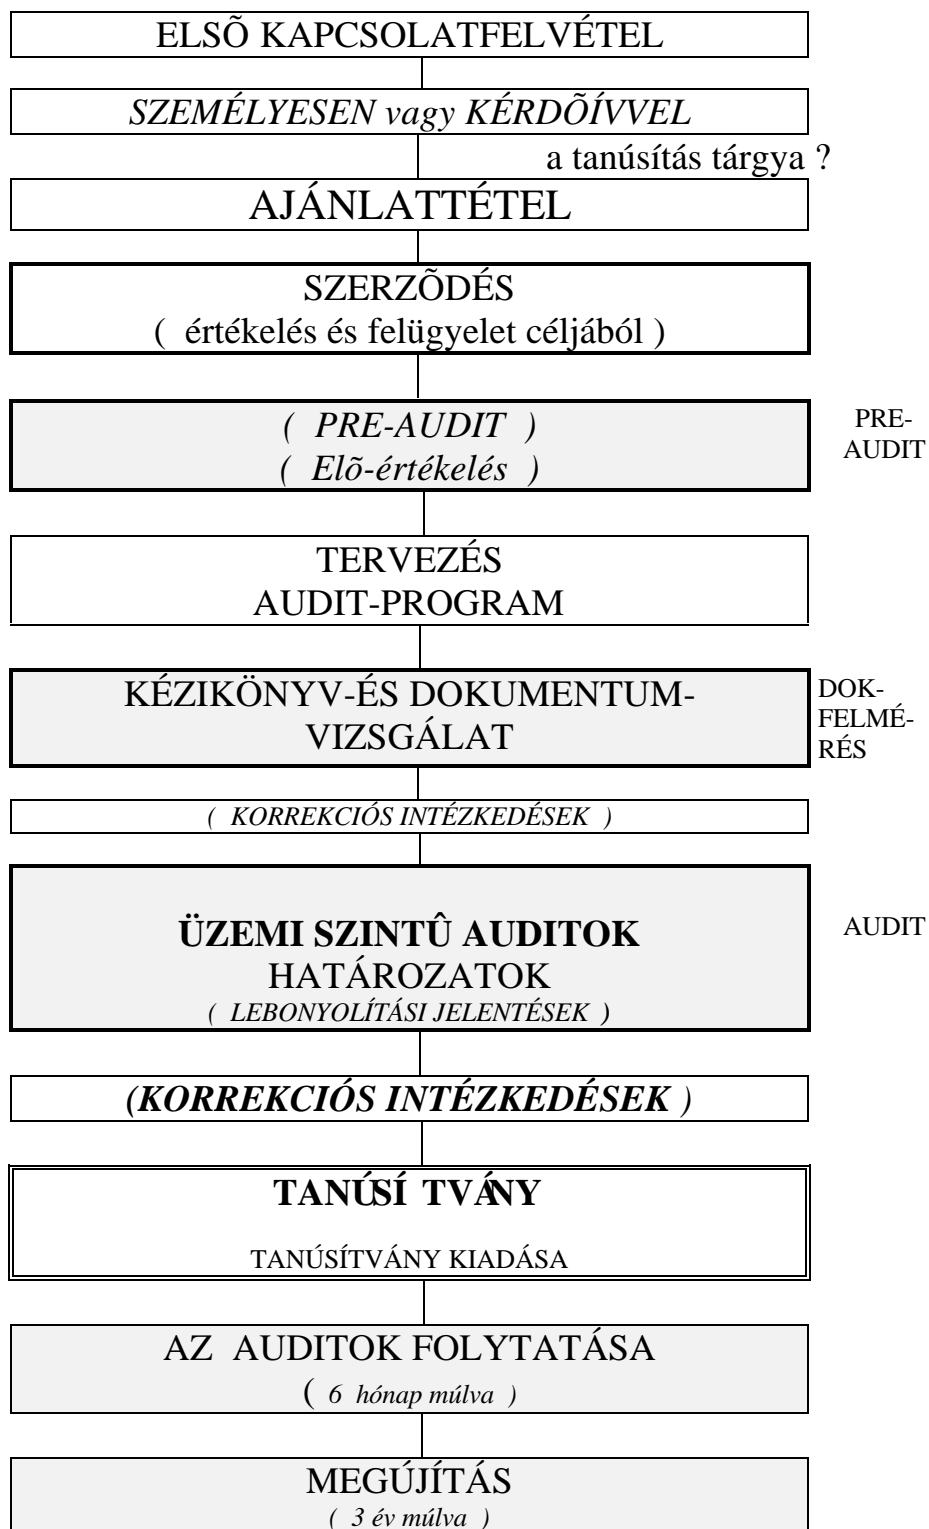 ELSÕ KAPCSOLATFELVÉTEL
SZEMÉLYESEN vagy KÉRDÕÍVVEL
a tanúsítás tárgya ?
AJÁNLATTÉTEL
SZERZÕDÉS
( értékelés és felügyelet céljából )
( PRE-AUDIT )
( Elõ-értékelés )
PRE-
AUDIT
TERVEZÉS
AUDIT-PROGRAM
KÉZIKÖNYV-ÉS DOKUMENTUM-
VIZSGÁLAT
DOK-
FELMÉ-
RÉS
( KORREKCIÓS INTÉZKEDÉSEK )
ÜZEMI SZINTÛ AUDITOK
HATÁROZATOK
( LEBONYOLÍTÁSI JELENTÉSEK )
AUDIT
(KORREKCIÓS INTÉZKEDÉSEK )
TANÚSÍ TVÁNY
TANÚSÍTVÁNY KIADÁSA
AZ AUDITOK FOLYTATÁSA
( 6 hónap múlva )
MEGÚJÍTÁS
( 3 év múlva )